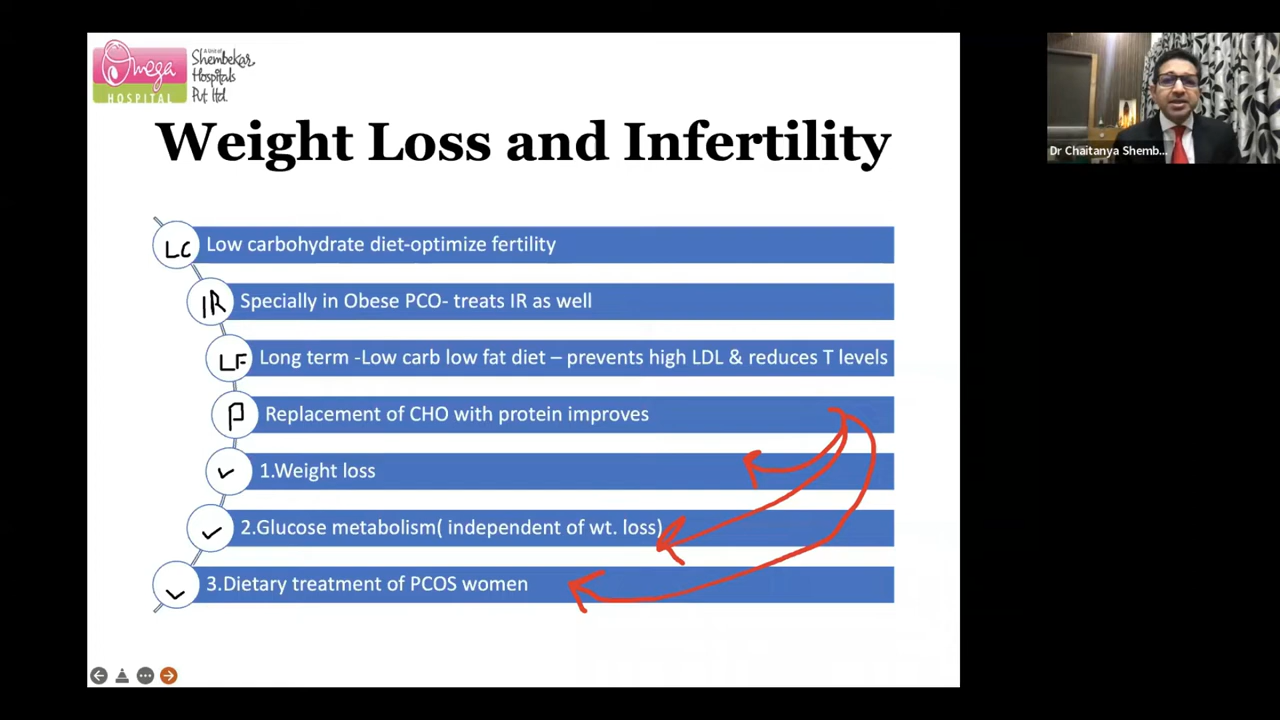 Omega
HOSPITAL
A Unit of
Shembekar
Hospitals
Pvt ltd.
Weight Loss and Infertility
LC Low carbohydrate diet-optimize fertility
IR Specially in Obese PCO- treats IR as well
LF Long term -Low carb low fat diet – prevents high LDL & reduces T levels
P Replacement of CHO with protein improves
1.Weight loss
2.Glucose metabolism( independent of wt. loss)
3.Dietary treatment of PCOS women
Dr Chaitanya Shemb...